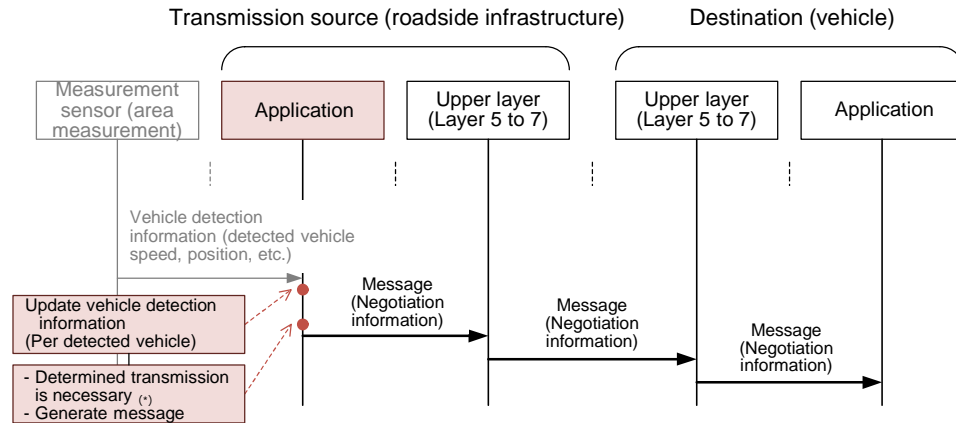 Transmission source (roadside infrastructure)
Destination (vehicle)
Measurement
sensor (area
measurement)
Application
Upper layer
(Layer 5 to 7)
Upper layer
(Layer 5 to 7)
Application
Vehicle detection
information (detected vehicle
speed, position, etc.)
Update vehicle detection
information
(Per detected vehicle)
- Determined transmission
is necessary (*)
- Generate message
Message
(Negotiation
information)
Message
(Negotiation
information)
Message
(Negotiation
information)